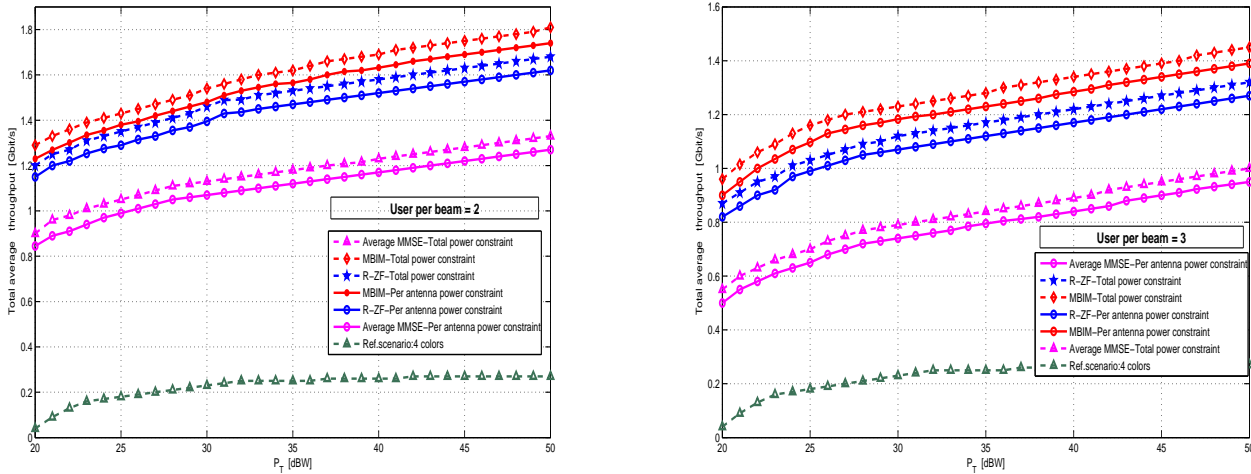 1.8
1.6
1.4
1.2
1
0.8
0.6
0.4
0.2
0
20
25
30
35
40
45
50
P_T [dBW]
Total average throughput [Gbit/s]
User per beam = 2
Average MMSE-Total power constraint
MBIM-Total power constraint
R-ZF-Total power constraint
MBIM-Per antenna power constraint
R-ZF-Per antenna power constraint
Average MMSE-Per antenna power constraint
Ref.scenario:4 colors
1.6
1.4
1.2
1
0.8
0.6
0.4
0.2
0
20
25
30
35
40
45
50
P_T [dBW]
Total average throughput [Gbit/s]
User per beam = 3
Average MMSE-Per antenna power constraint
R-ZF-Total power constraint
MBIM-Total power constraint
R-ZF-Per antenna power constraint
MBIM-Per antenna power constraint
Average MMSE-Total power constraint
Ref.scenario:4 colors